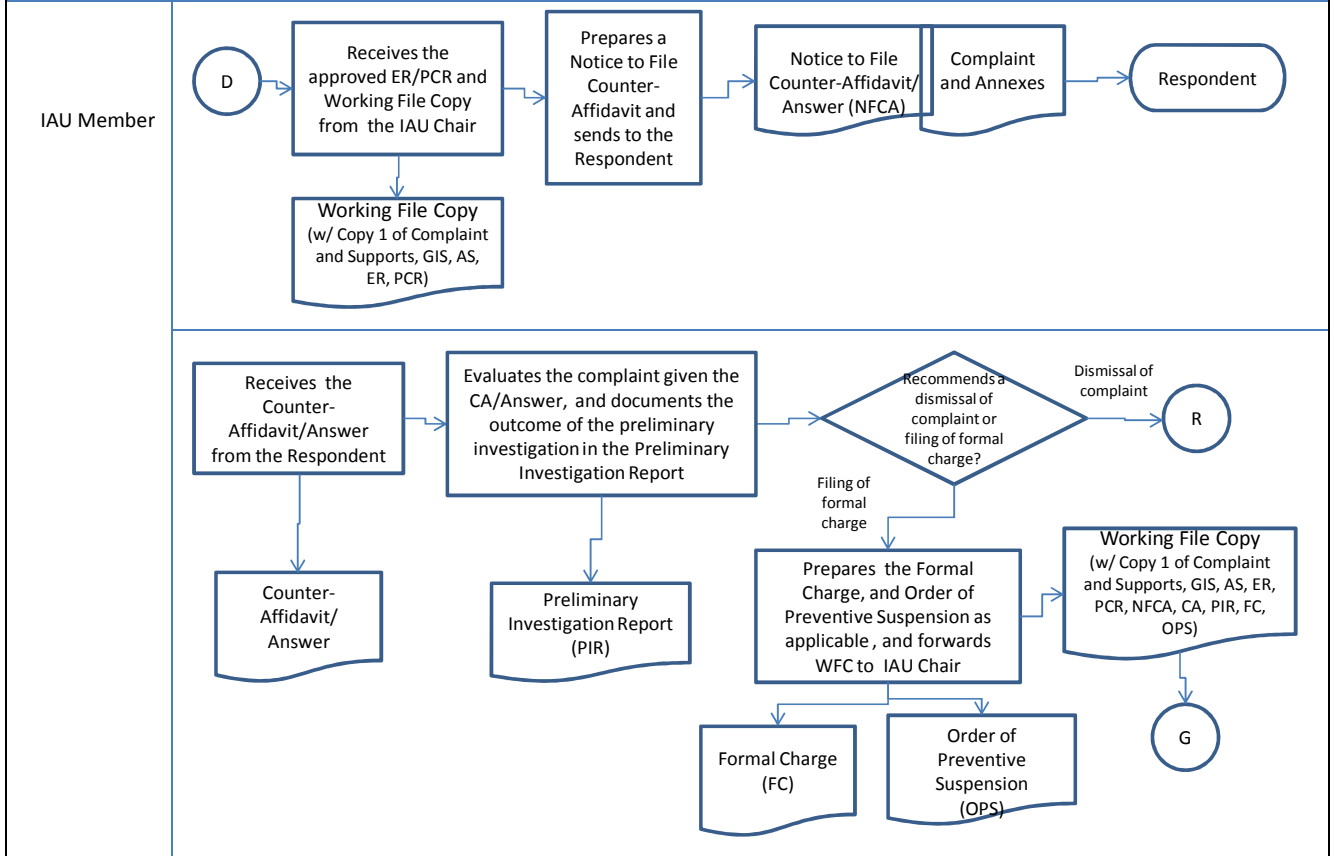 IAU Member
D
Receives the
approved ER/PCR and
Working File Copy
from the IAU Chair
Prepares a
Notice to File
Counter-
Affidavit and
sends to the
Respondent
Notice to File
Counter-Affidavit/
Answer (NFCA)
Complaint
and Annexes
Respondent
Working File Copy
(w/ Copy 1 of Complaint
and Supports, GIS, AS,
ER, PCR)
Receives the
Counter-
Affidavit/Answer
from the Respondent
Evaluates the complaint given the
CA/Answer, and documents the
outcome of the preliminary
investigation in the Preliminary
Investigation Report
Recommends a
dismissal of
complaint or
filing of formal
charge?
Dismissal of
complaint
R
Filing of
formal
charge
Counter-
Affidavit/
Answer
Preliminary
Investigation Report
(PIR)
Prepares the Formal
Charge, and Order of
Preventive Suspension as
applicable , and forwards
WFC to IAU Chair
Working File Copy
(w/ Copy 1 of Complaint
and Supports, GIS, AS, ER,
PCR, NFCA, CA, PIR, FC,
OPS)
Formal Charge
(FC)
Order of
Preventive
Suspension
(OPS)
G